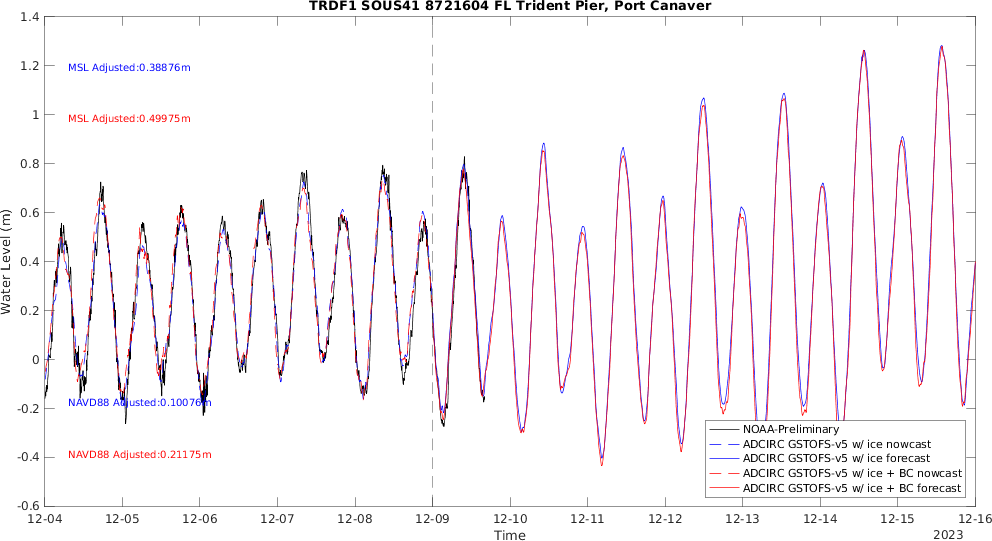 TRDF1 SOUS41 8721604 FL Trident Pier, Port Canaver
1.4
1.2
1
0.8
0.6
0.4
0.2
0
-0.2
-0.4
-0.6
Water Level (m)
MSL Adjusted:0.38876m
MSL Adjusted:0.49975m
NAVD88 Adjusted:0.10076m
NAVD88 Adjusted:0.21175m
NOAA-Preliminary
ADCIRC GSTOFS-v5 w/ ice nowcast
ADCIRC GSTOFS-v5 w/ ice forecast
ADCIRC GSTOFS-v5 w/ ice + BC nowcast
ADCIRC GSTOFS-v5 w/ ice + BC forecast
12-04 12-05 12-06 12-07 12-08 12-09 12-10 12-11 12-12 12-13 12-14 12-15 12-16
Time
2023